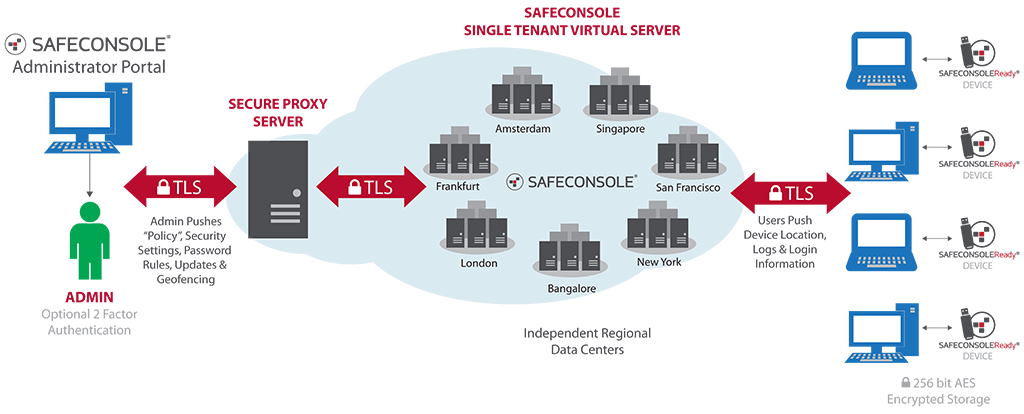 SAFECONSOLE®
Administrator Portal
ADMIN
Optional 2 Factor
Authentication
TLS
Admin Pushes
“Policy”, Security
Settings, Password
Rules, Updates &
Geofencing
SECURE PROXY
SERVER
TLS
SAFECONSOLE
SINGLE TENANT VIRTUAL SERVER
Amsterdam
Singapore
Frankfurt
SAFECONSOLE®
San Francisco
London
New York
Bangalore
Independent Regional
Data Centers
TLS
Users Push
Device Location,
Logs & Login
Information
SAFECONSOLEReady®
DEVICE
SAFECONSOLEReady®
DEVICE
SAFECONSOLEReady®
DEVICE
SAFECONSOLEReady®
DEVICE
256 bit AES
Encrypted Storage